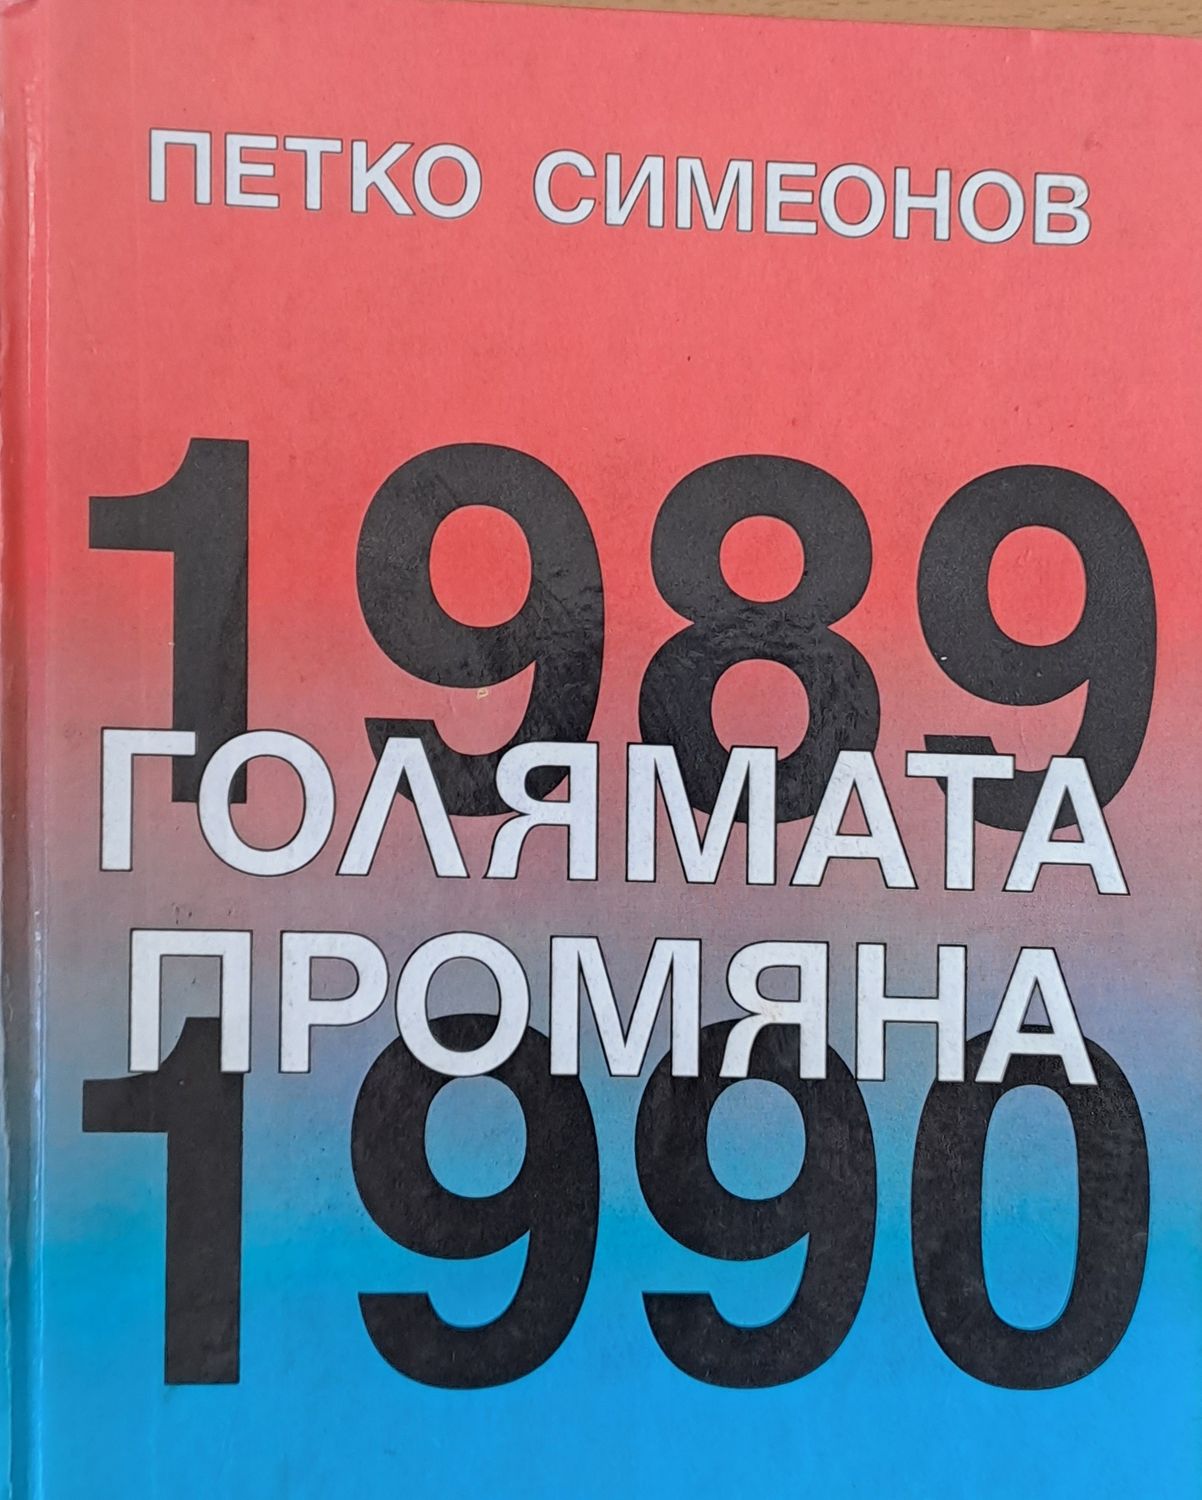 ПЕТКО СИМЕОНОВ
1989
ГОЛЯМАТА
ПРОМЯНА
1990